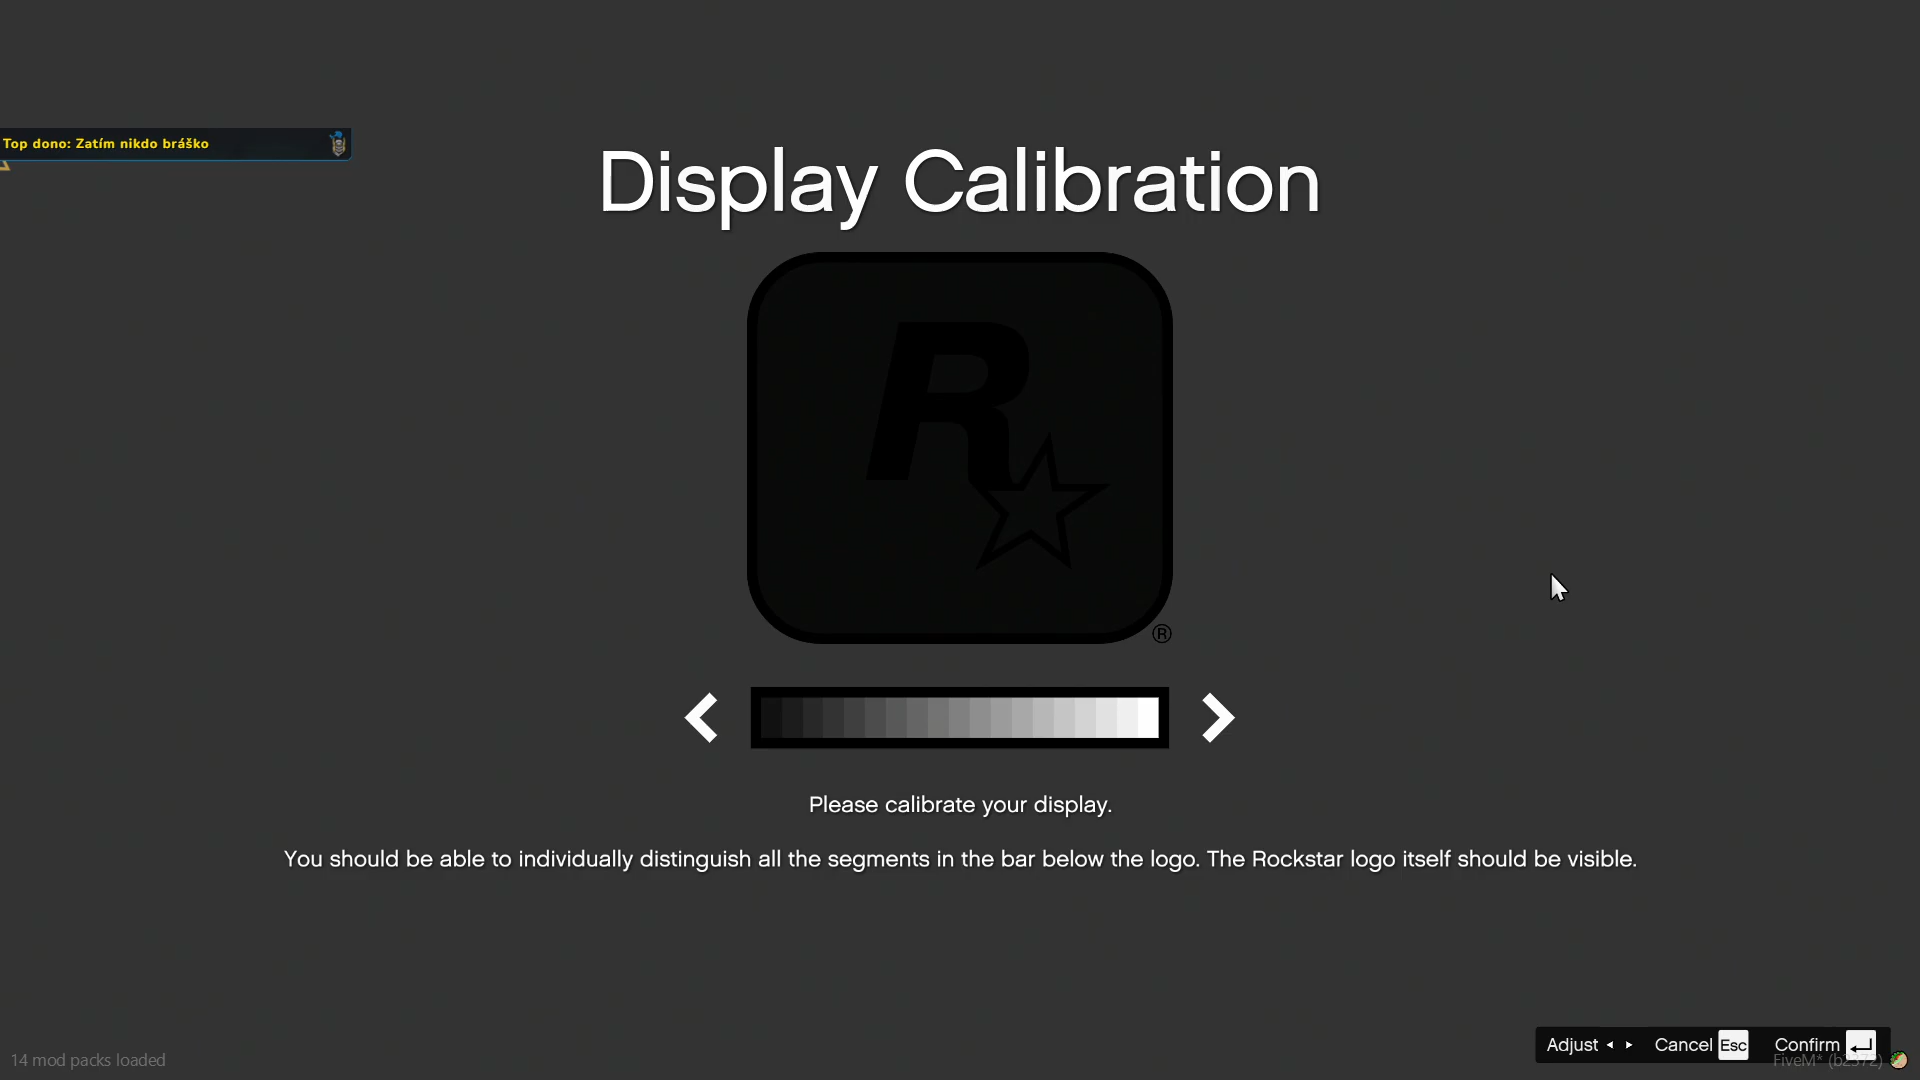 Top dono: Zatím nikdo bráško
Display Calibration
R
®
Please calibrate your display.
You should be able to individually distinguish all the segments in the bar below the logo. The Rockstar logo itself should be visible.
Adjust Cancel Esc Confirm
14 mod packs loaded
FiveM* (b2372)